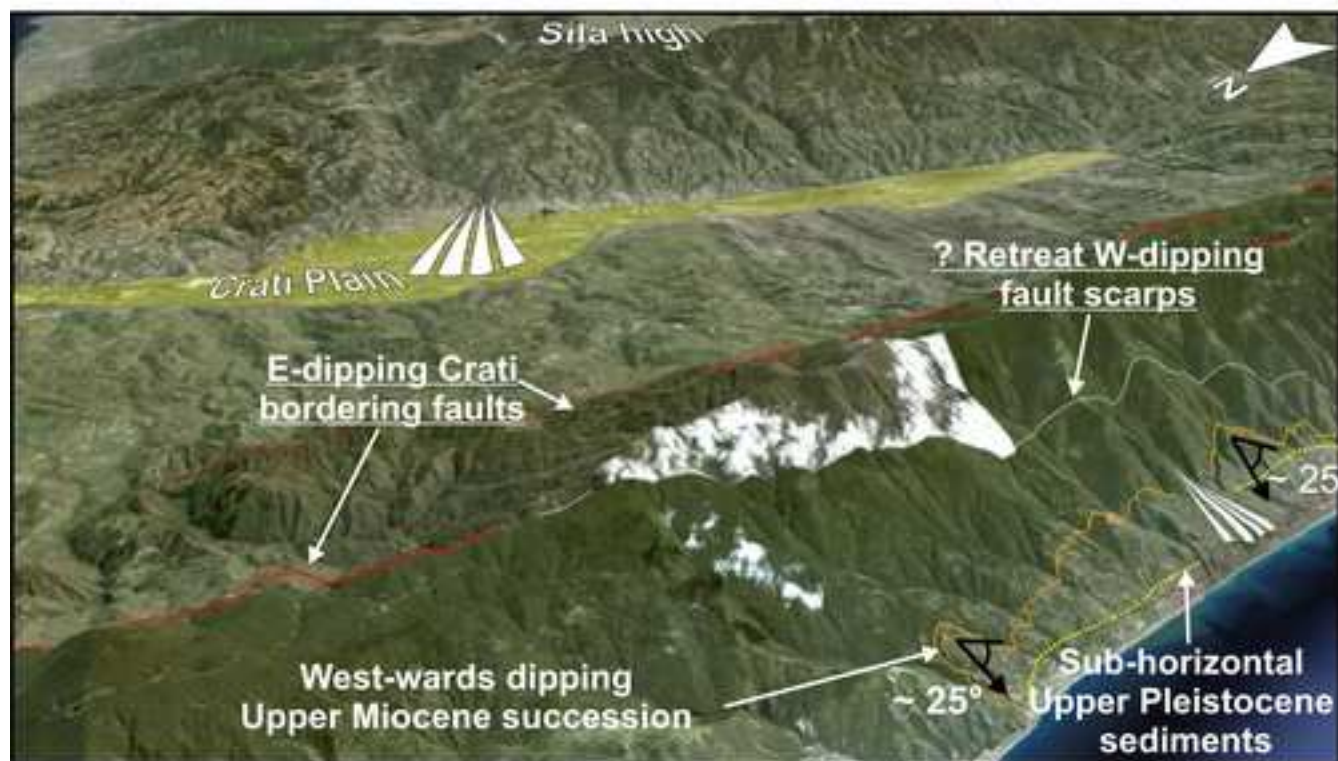 Sila high
N
Crati Plain
? Retreat W-dipping
fault scarps
E-dipping Crati
bordering faults
~ 25
West-wards dipping
Upper Miocene succession
~ 25º
Sub-horizontal
Upper Pleistocene
sediments